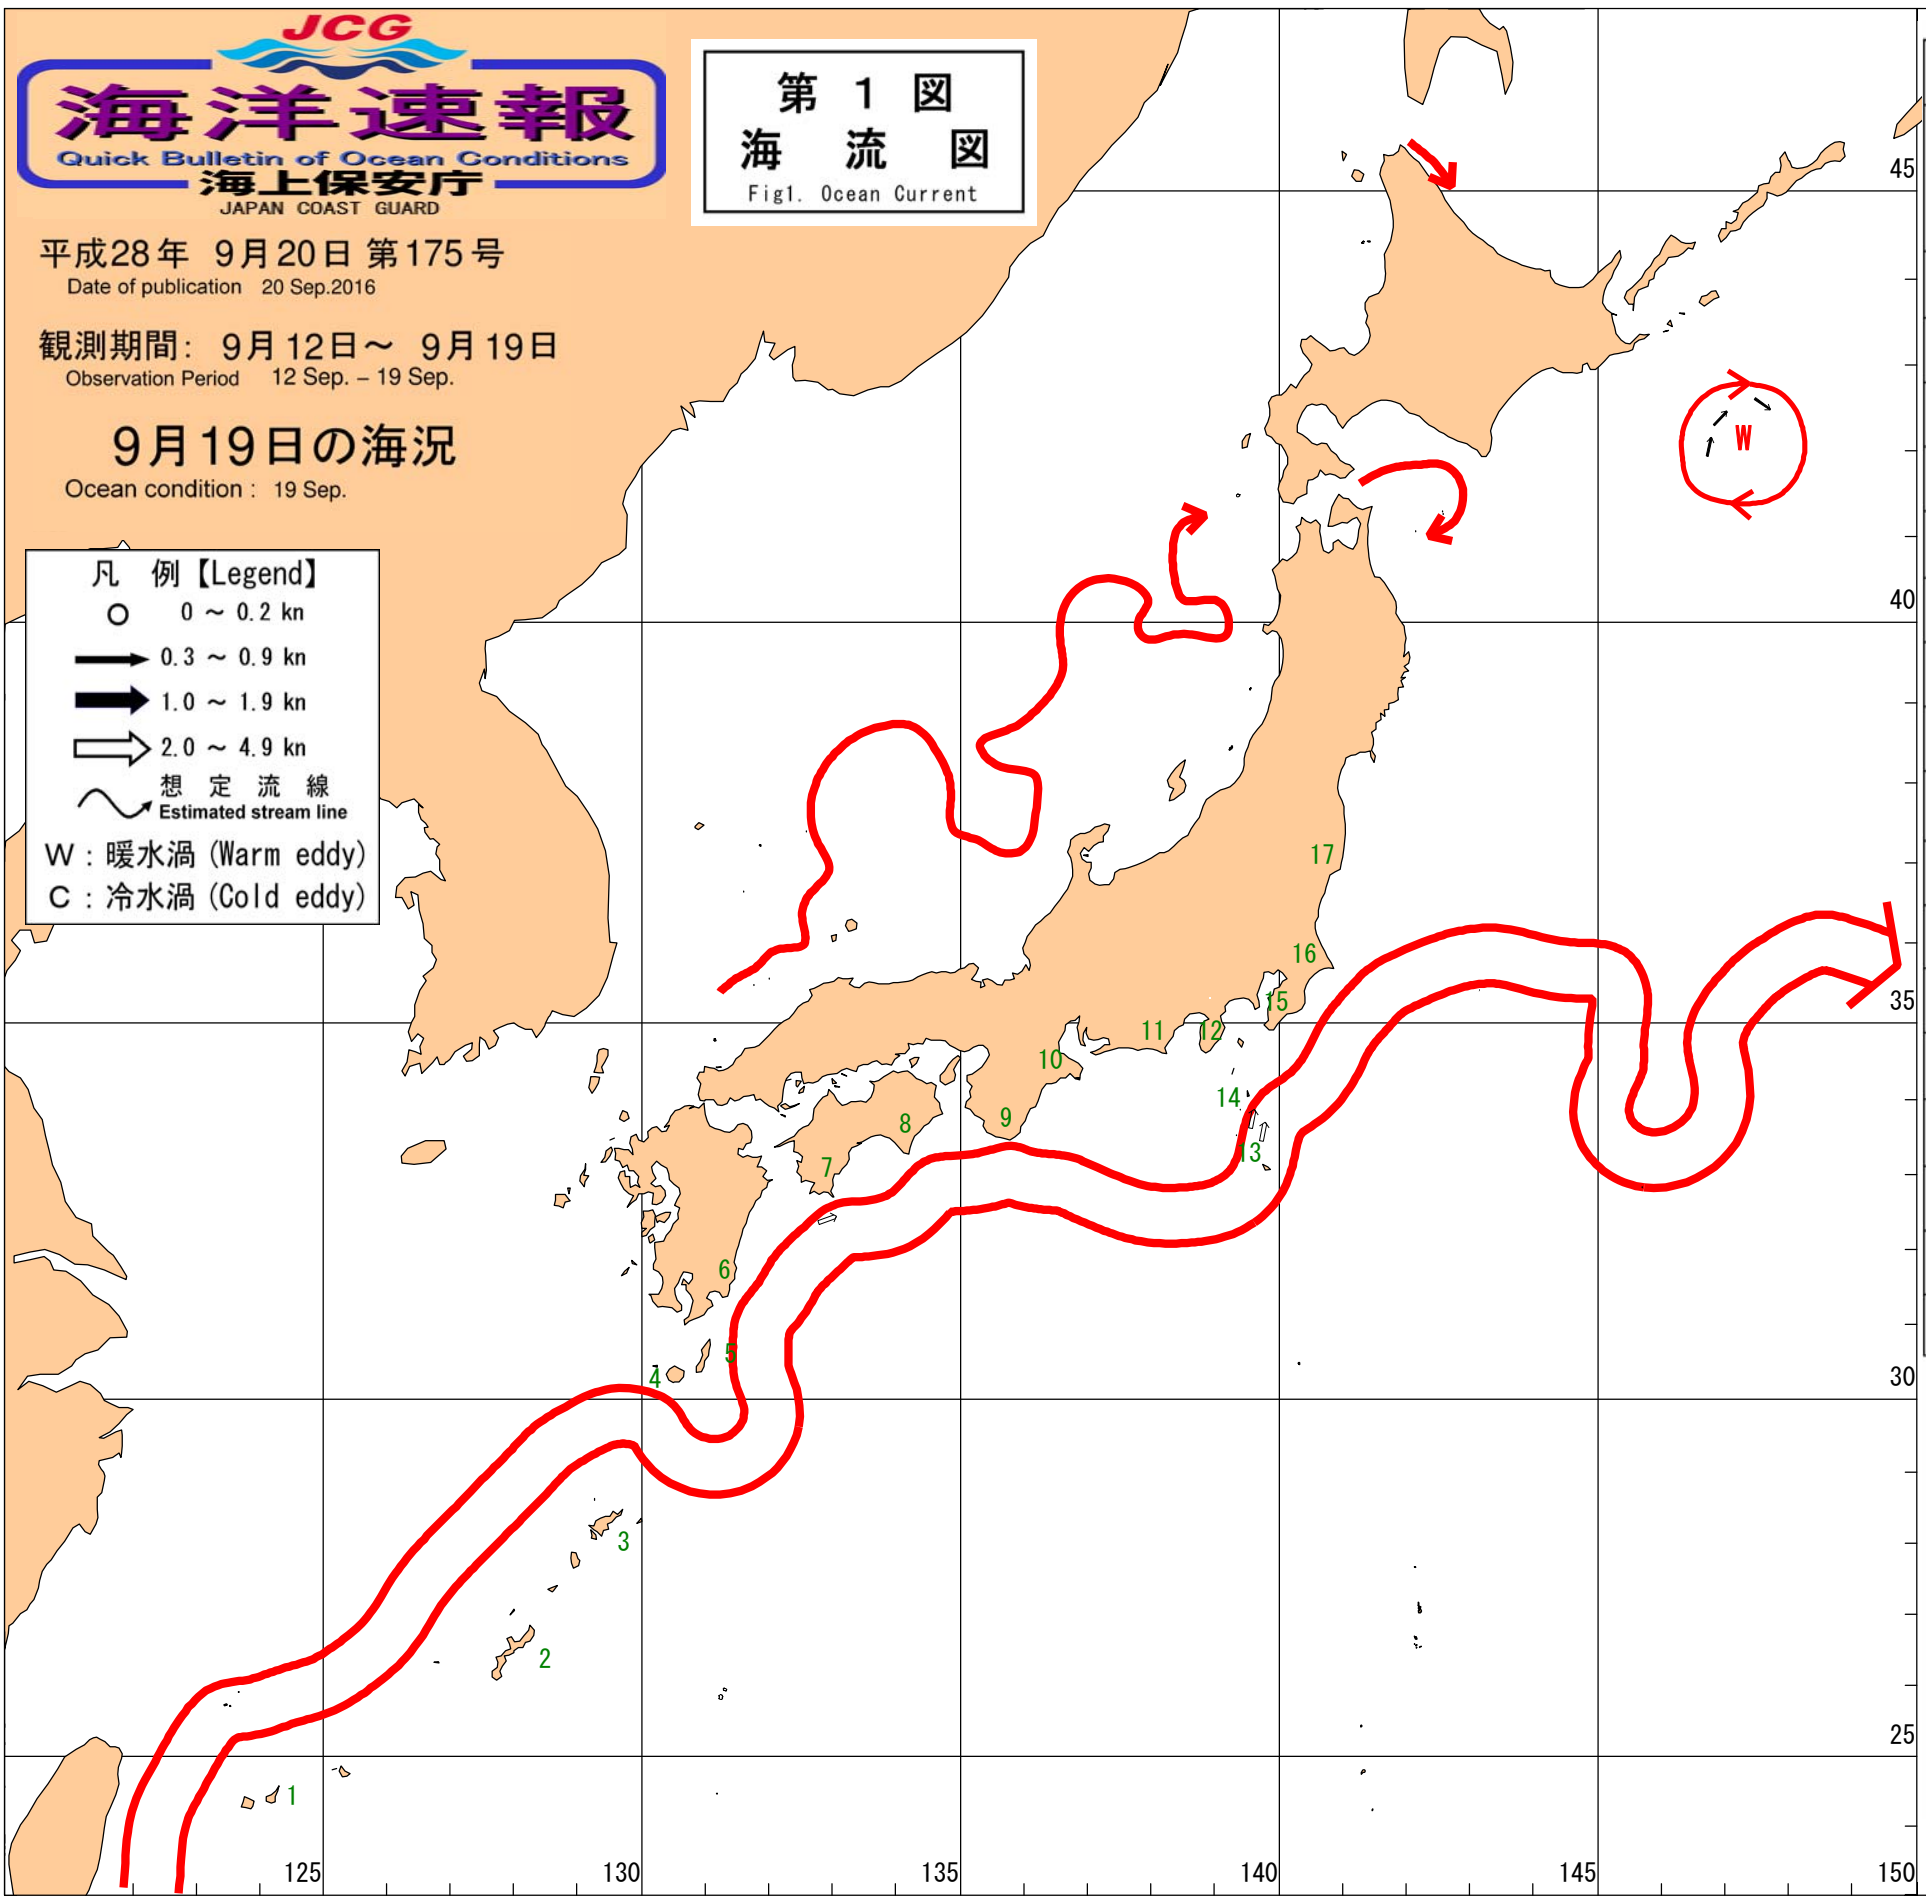 JCG
海洋速報
Quick Bulletin of Ocean Conditions
海上保安庁
JAPAN COAST GUARD
第 1 図
海 流 図
Fig1. Ocean Current
平成28年 9月20日 第175号
Date of publication 20 Sep.2016
観測期間: 9月12日～ 9月19日
Observation Period 12 Sep. – 19 Sep.
9月19日の海況
Ocean condition : 19 Sep.
凡 例【Legend】
0 ～ 0.2 kn
0.3 ～ 0.9 kn
1.0 ～ 1.9 kn
2.0 ～ 4.9 kn
想 定 流 線
Estimated stream line
W : 暖水渦 (Warm eddy)
C : 冷水渦 (Cold eddy)
45
W
40
17
16
15
35
11
12
10
14
9
8
13
7
6
5
4
30
3
2
25
1
125
130
135
140
145
150